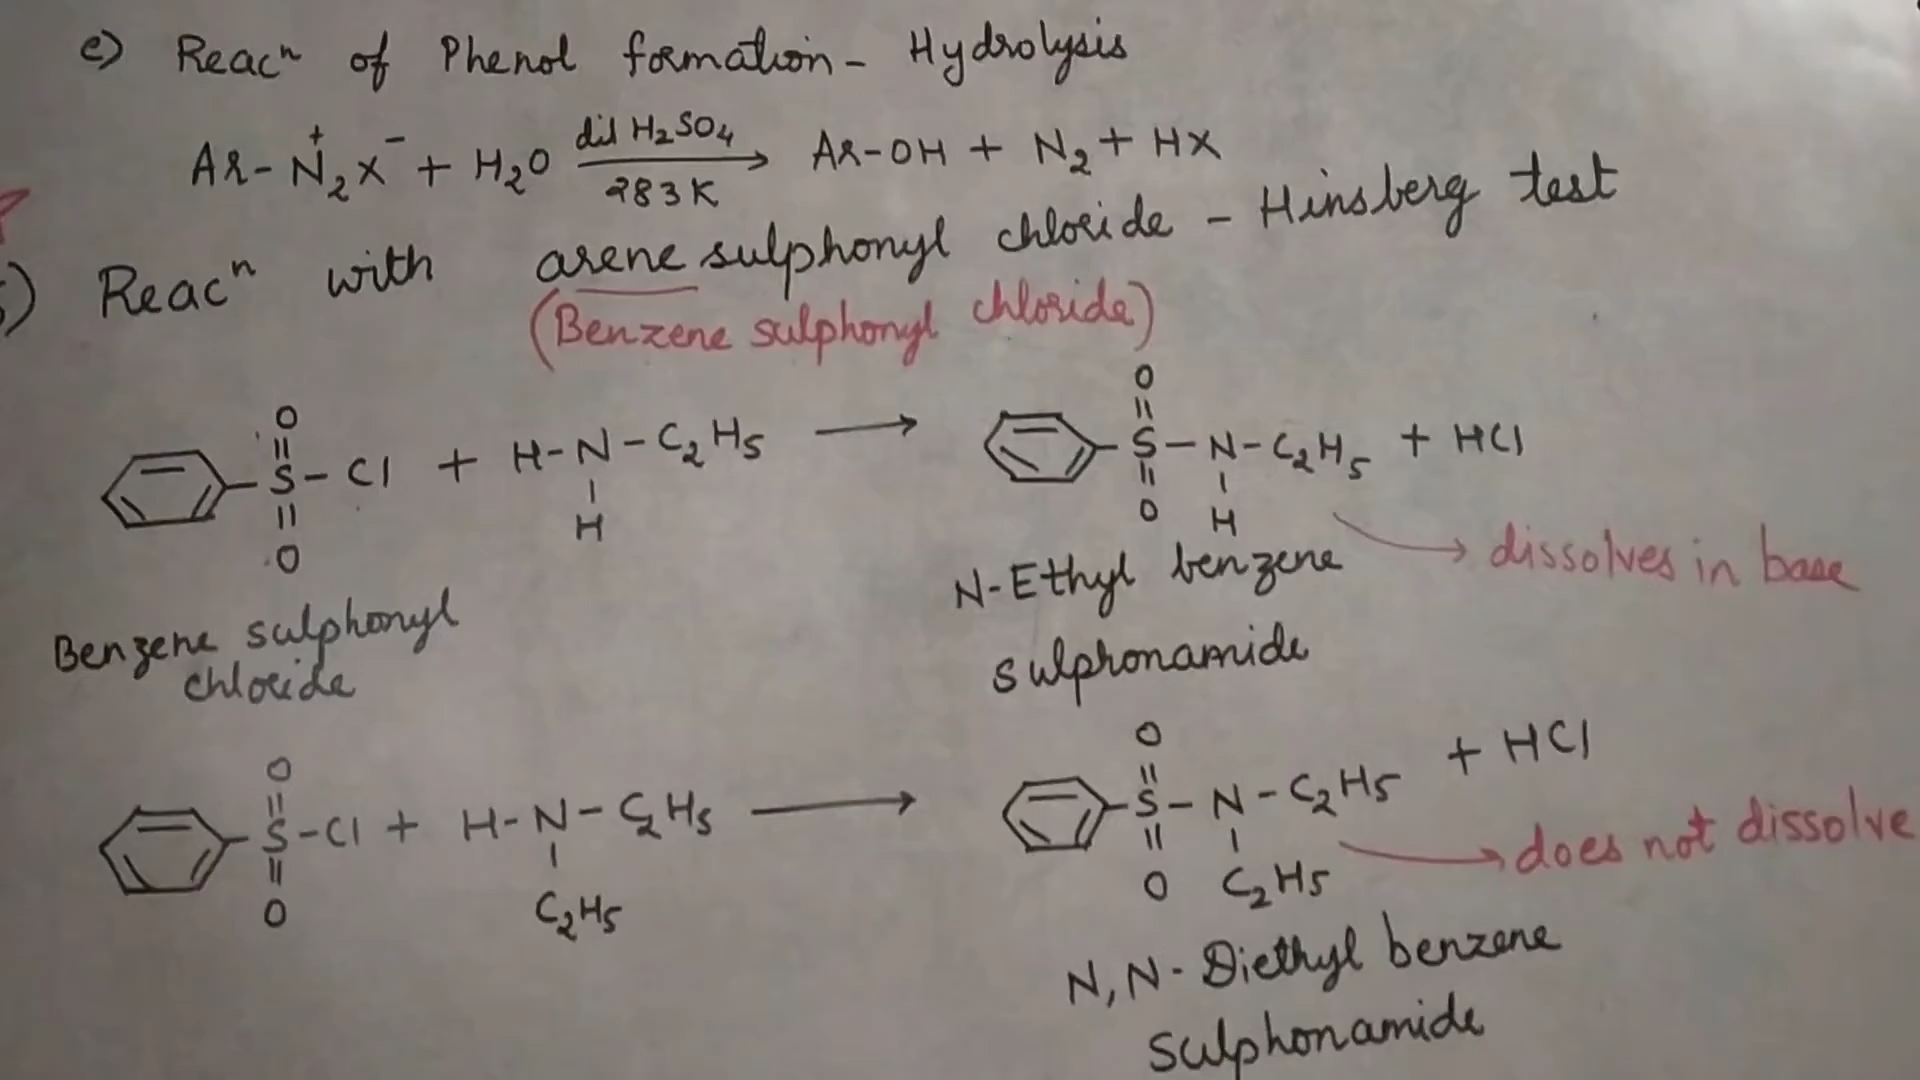 e) Reacⁿ of Phenol formation - Hydrolysis
Ar-N⁺₂X⁻ + H₂O dil H₂SO₄ 283K → Ar-OH + N₂ + HX
) Reacⁿ with arene sulphonyl chloride - Hinsberg test
(Benzene sulphonyl chloride)
O O
S-Cl + H-N-C₂H₅ → S-N-C₂H₅ + HCl
O H O H
N-Ethyl benzene → dissolves in base
sulphonamide
Benzene sulphonyl
chloride
O O
S-Cl + H-N-C₂H₅ → S-N-C₂H₅ + HCl
→ does not dissolve
O C₂H₅ O C₂H₅
N,N-Diethyl benzene
sulphonamide